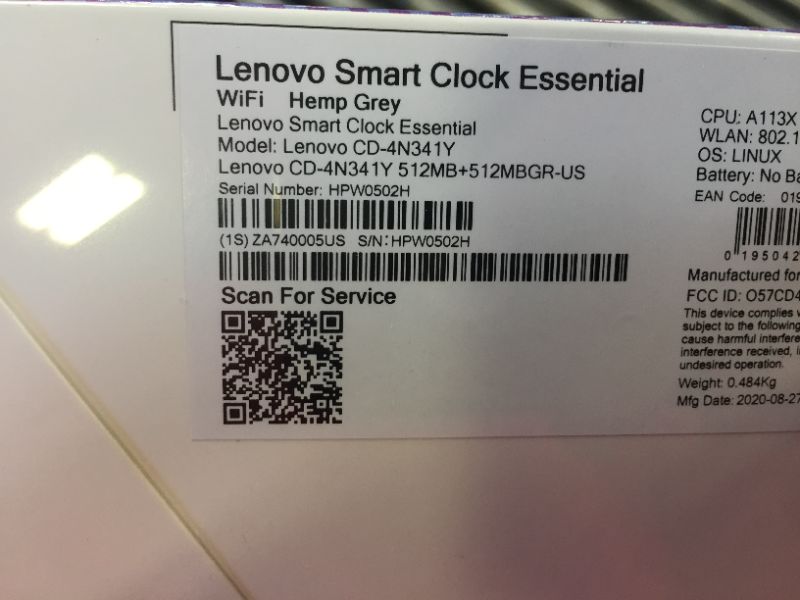 Lenovo Smart Clock Essential
WiFi Hemp Grey
Lenovo Smart Clock Essential
Model: Lenovo CD-4N341Y
Lenovo CD-4N341Y 512MB+512MBGR-US
Serial Number: HPW0502H
(1S) ZA740005US S/N:HPW0502H
Scan For Service
CPU: A113X
WLAN: 802.1
OS: LINUX
Battery: No Ba
EAN Code: 019
0 195042
Manufactured for
FCC ID: O57CD4
This device complies w
subject to the following
cause harmful interfere
interference received, i
undesired operation.
Weight: 0.484Kg
Mfg Date: 2020-08-27